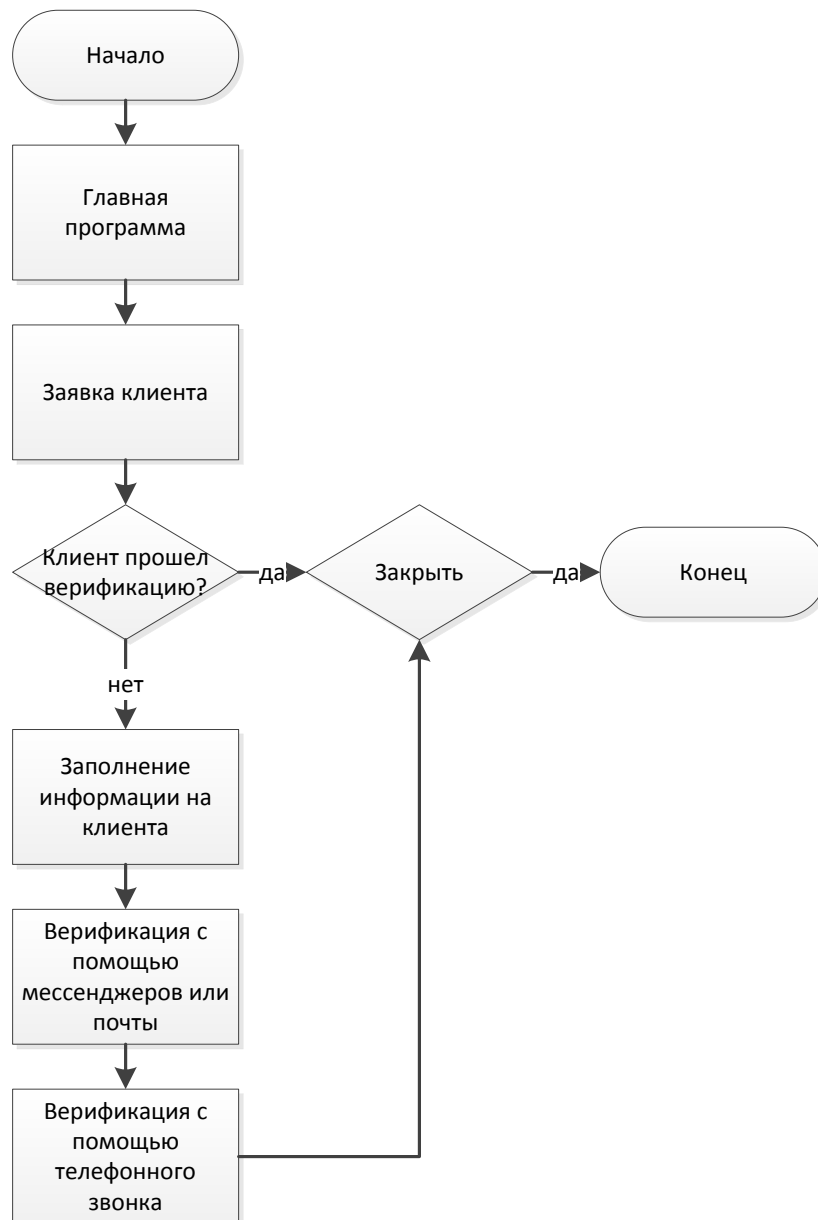 Начало
Главная
программа
Заявка клиента
Клиент прошел
верификацию?
да
Закрыть
да
Конец
нет
Заполнение
информации на
клиента
Верификация с
помощью
мессенджеров или
почты
Верификация с
помощью
телефонного
звонка